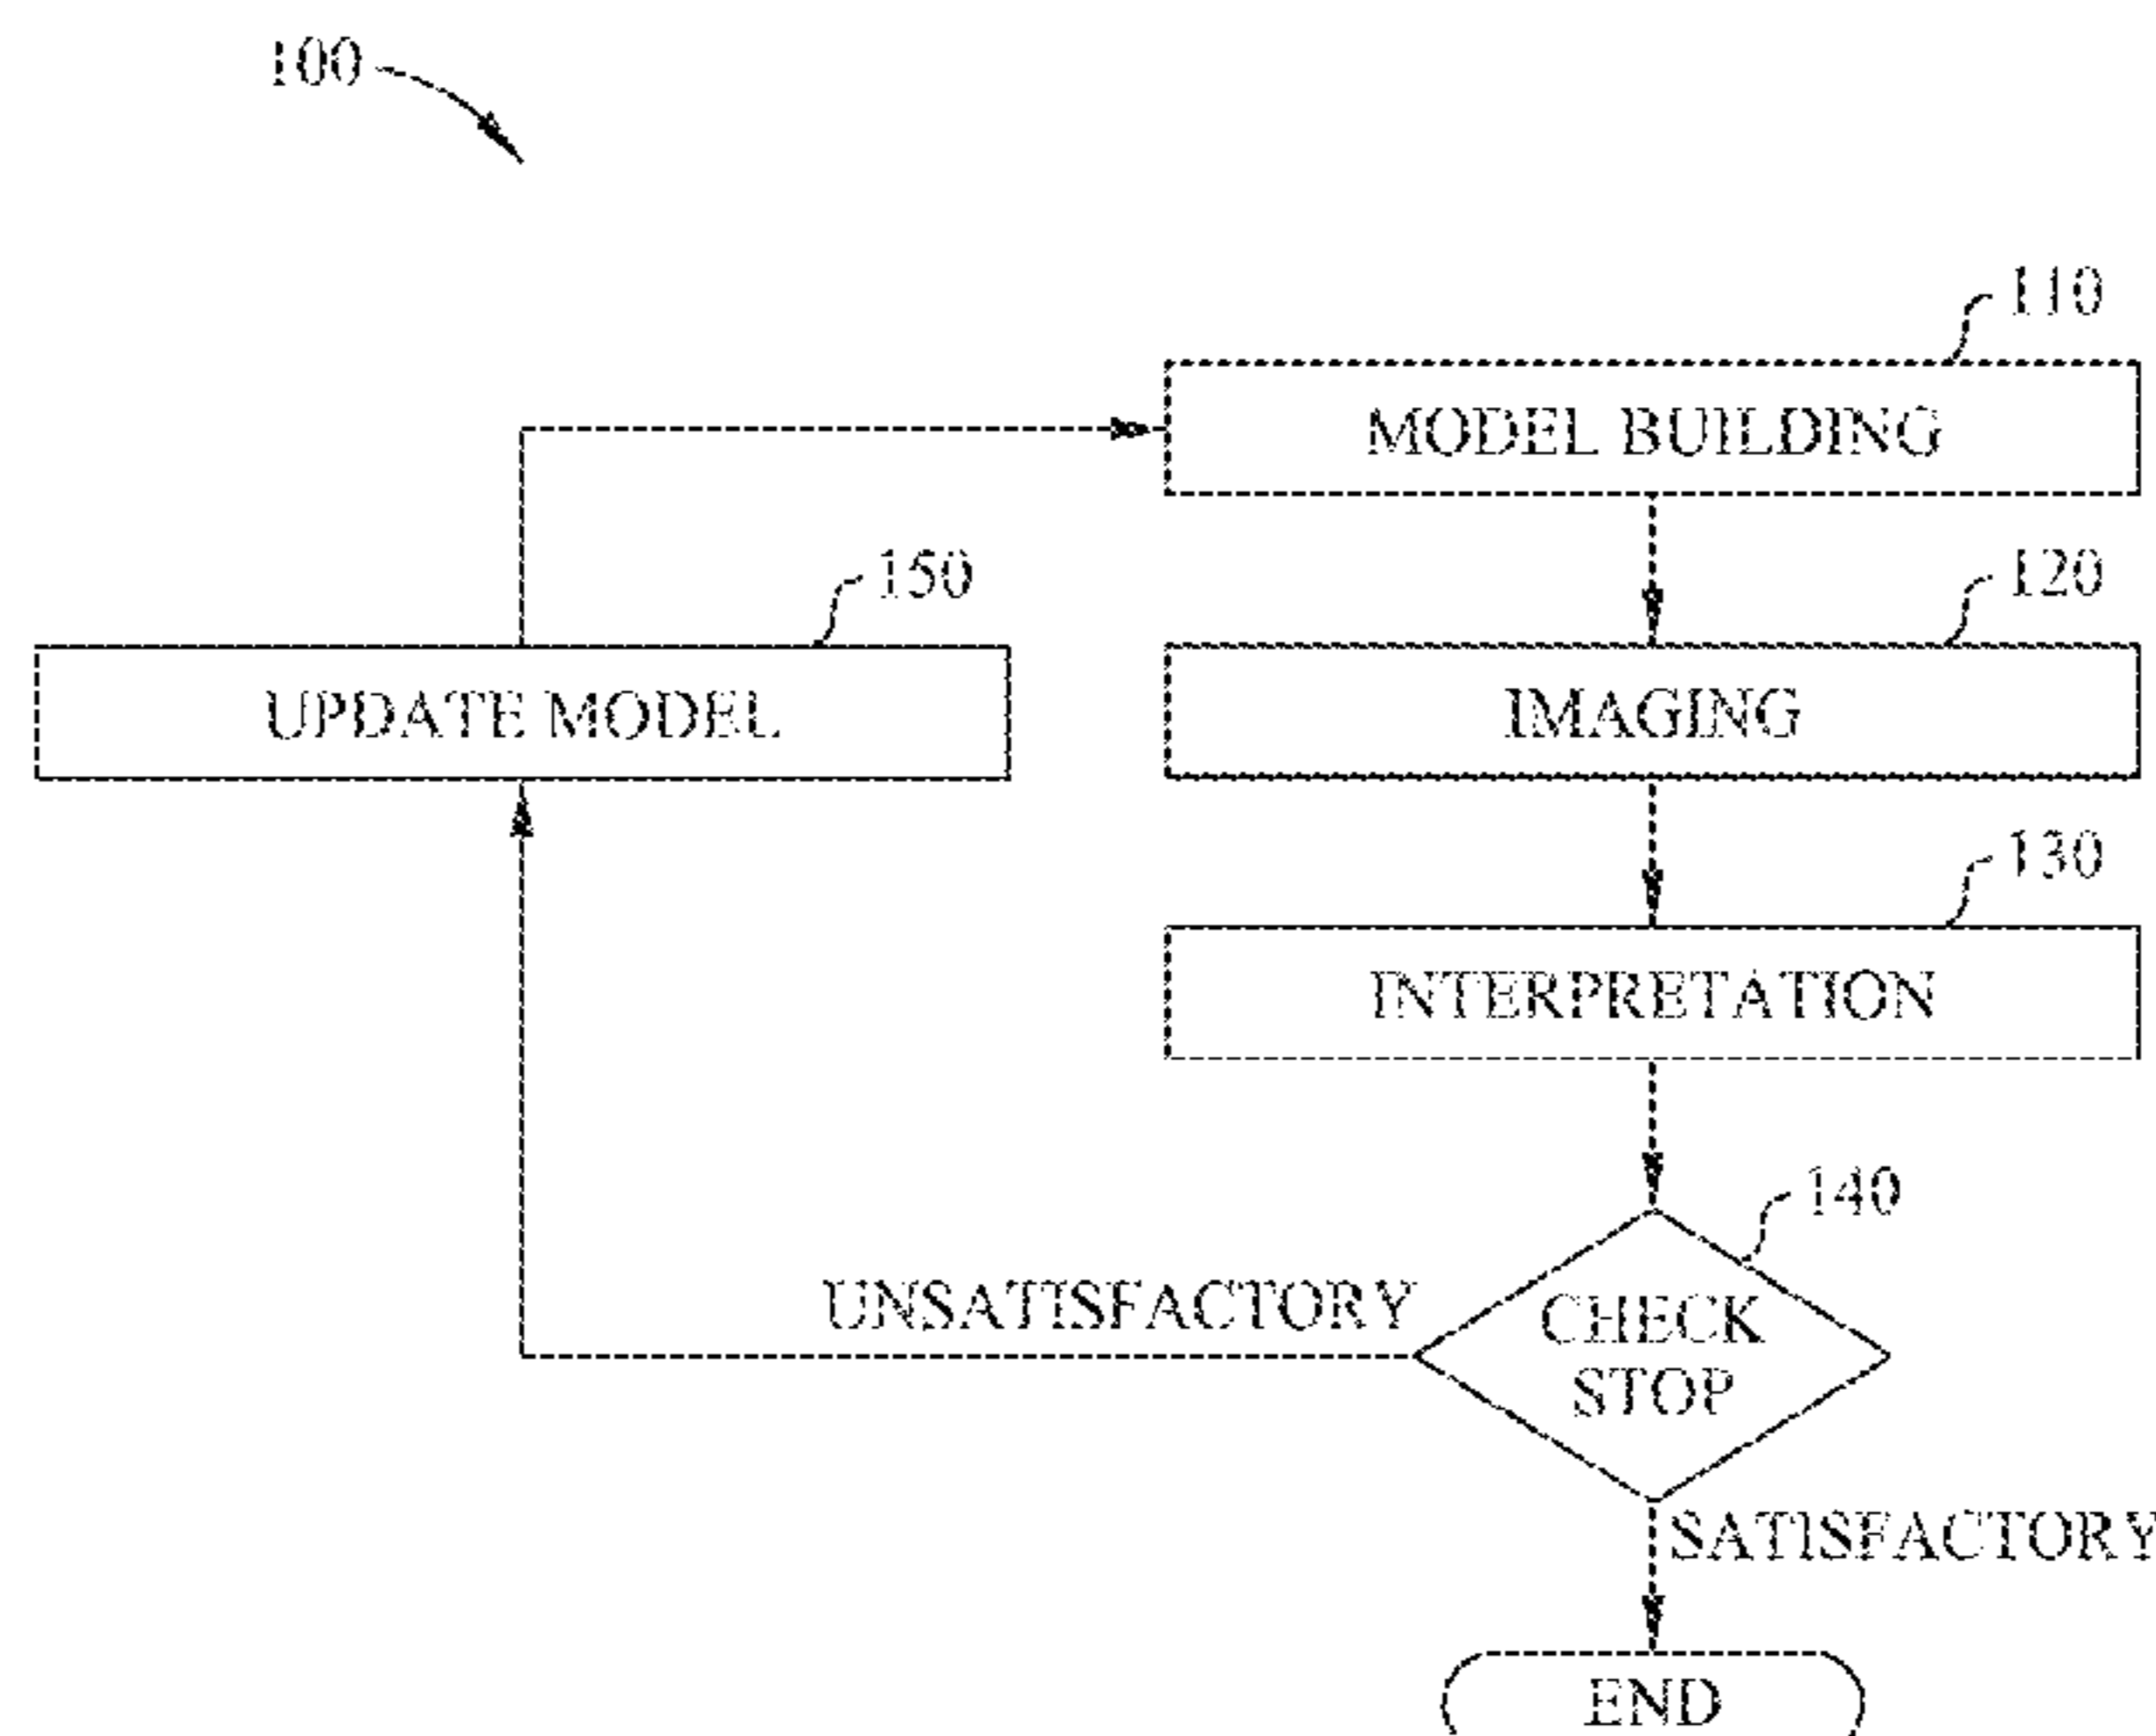 100
110
MODEL BUILDING
150
120
UPDATE MODEL
IMAGING
130
INTERPRETATION
140
UNSATISFACTORY
CHECK
STOP
SATISFACTORY
END